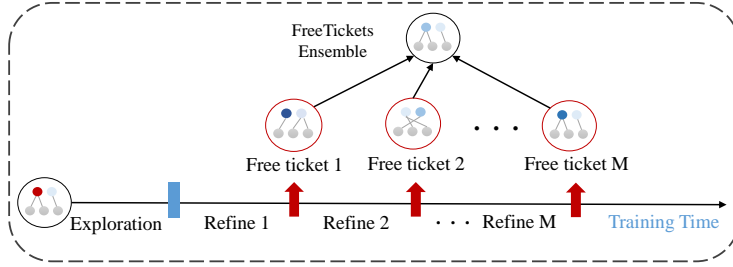 FreeTickets
Ensemble
Free ticket 1
Free ticket 2
. . .
Free ticket M
Exploration
Refine 1
Refine 2
. . .
Refine M
Training Time